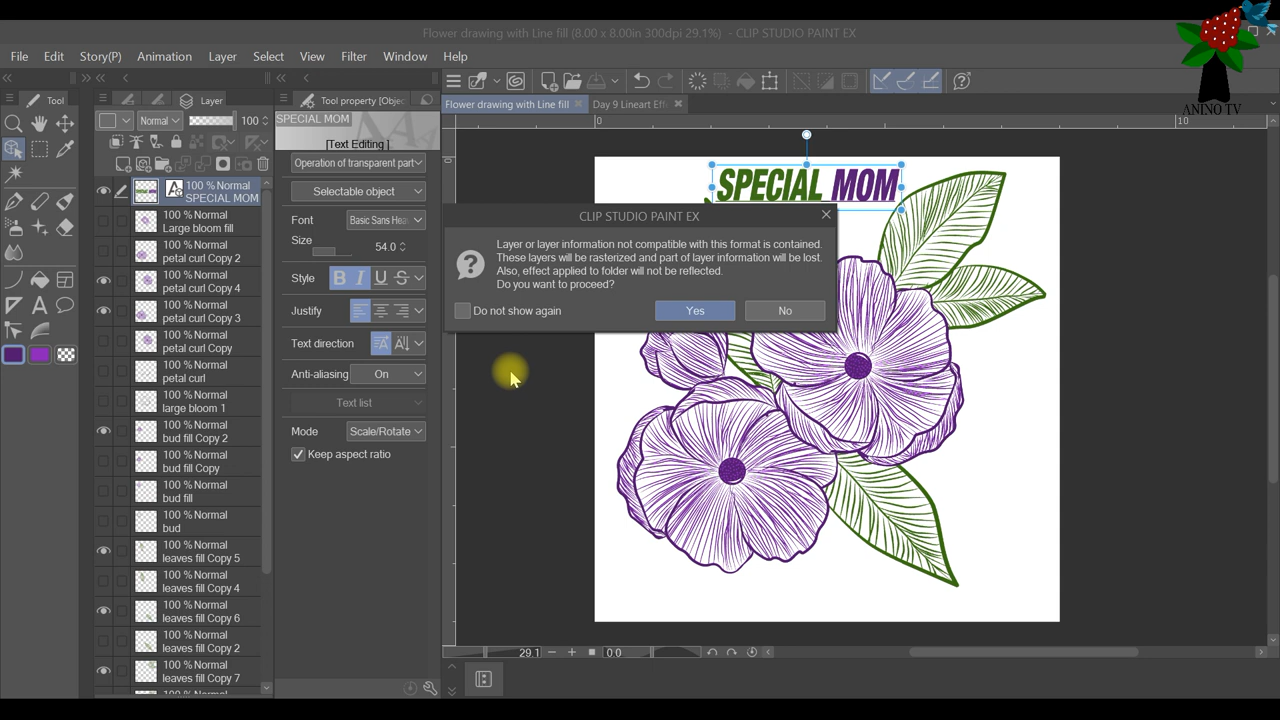 Flower drawing with Line fill (8.00 x 8.00in 300dpi 29.1%) - CLIP STUDIO PAINT EX
ANINO TV
File Edit Story(P) Animation Layer Select View Filter Window Help
Tool
Layer
Tool property [Objec
Flower drawing with Line fill
Day 9 Lineart Eff
Normal
100
SPECIAL MOM
[Text Editing ]
Operation of transparent part
Selectable object
Font Basic Sans Hea
Size 54.0
Style B I U S
Justify
Text direction
Anti-aliasing On
Text list
Mode Scale/Rotate
Keep aspect ratio
100 % Normal
SPECIAL MOM
100 % Normal
Large bloom fill
100 % Normal
petal curl Copy 2
100 % Normal
petal curl Copy 4
100 % Normal
petal curl Copy 3
100 % Normal
petal curl Copy
100 % Normal
petal curl
100 % Normal
large bloom 1
100 % Normal
bud fill Copy 2
100 % Normal
bud fill Copy
100 % Normal
bud fill
100 % Normal
bud
100 % Normal
leaves fill Copy 5
100 % Normal
leaves fill Copy 4
100 % Normal
leaves fill Copy 6
100 % Normal
leaves fill Copy 2
100 % Normal
leaves fill Copy 7
0
10
SPECIAL MOM
CLIP STUDIO PAINT EX
Layer or layer information not compatible with this format is contained.
These layers will be rasterized and part of layer information will be lost.
Also, effect applied to folder will not be reflected.
Do you want to proceed?
Do not show again
Yes
No
29.1
0.0